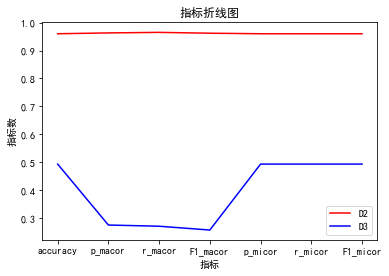 指标折线图
1.0
0.9
0.8
0.7
0.6
0.5
0.4
0.3
指标数
D2
D3
accuracy p_macor r_macor F1_macor p_micor r_micor F1_micor
指标